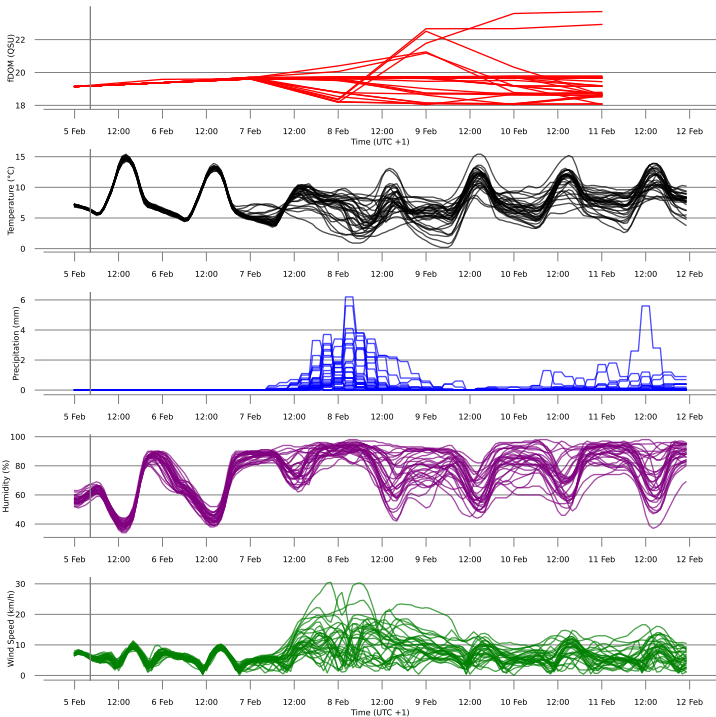 fDOM (QSU)
22
20
18
5 Feb 12:00 6 Feb 12:00 7 Feb 12:00 8 Feb 12:00 9 Feb 12:00 10 Feb 12:00 11 Feb 12:00 12 Feb
Time (UTC +1)
Temperature (°C)
15
10
5
0
5 Feb 12:00 6 Feb 12:00 7 Feb 12:00 8 Feb 12:00 9 Feb 12:00 10 Feb 12:00 11 Feb 12:00 12 Feb
Precipitation (mm)
6
4
2
0
5 Feb 12:00 6 Feb 12:00 7 Feb 12:00 8 Feb 12:00 9 Feb 12:00 10 Feb 12:00 11 Feb 12:00 12 Feb
Humidity (%)
100
80
60
40
5 Feb 12:00 6 Feb 12:00 7 Feb 12:00 8 Feb 12:00 9 Feb 12:00 10 Feb 12:00 11 Feb 12:00 12 Feb
Wind Speed (km/h)
30
20
10
0
5 Feb 12:00 6 Feb 12:00 7 Feb 12:00 8 Feb 12:00 9 Feb 12:00 10 Feb 12:00 11 Feb 12:00 12 Feb
Time (UTC +1)